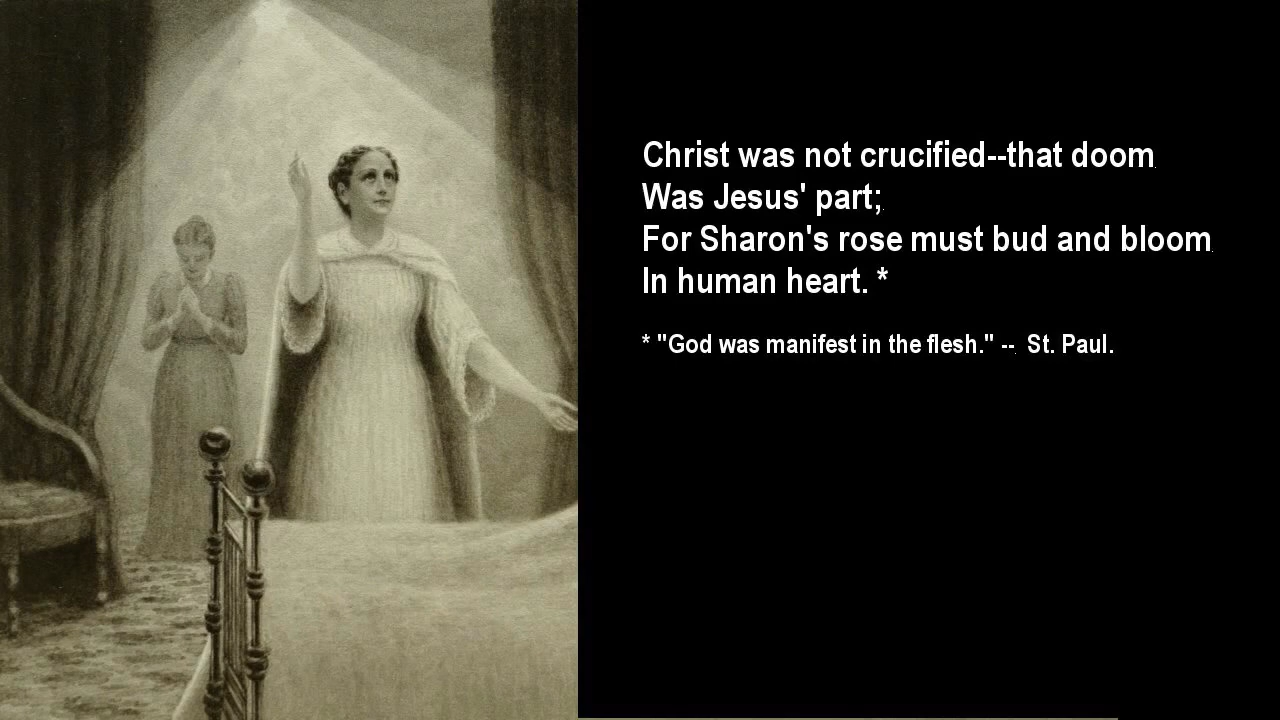 Christ was not crucified--that doom
Was Jesus' part;
For Sharon's rose must bud and bloom
In human heart. *
* "God was manifest in the flesh." -- St. Paul.